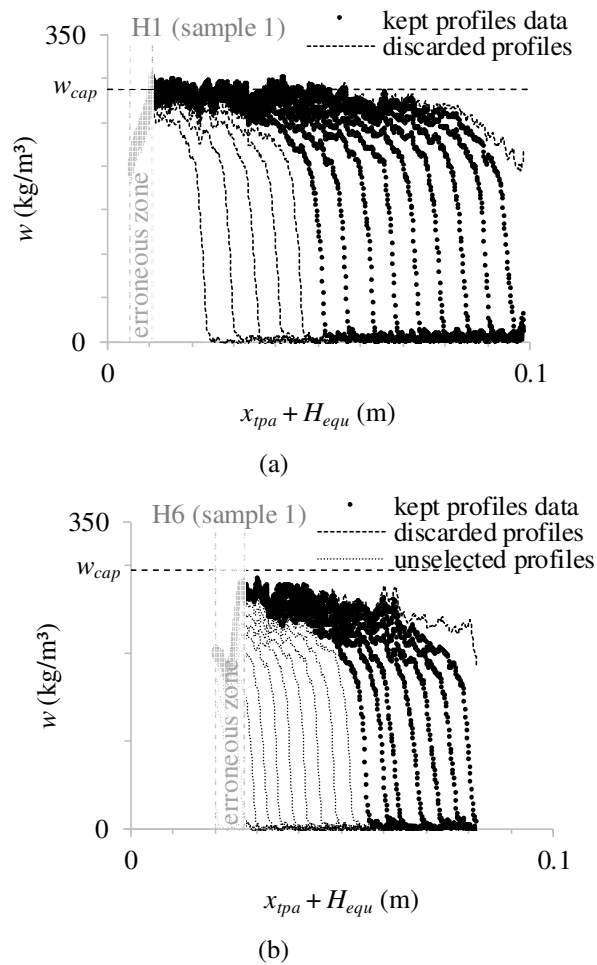 350
H1 (sample 1)
kept profiles data
discarded profiles
w_cap
w (kg/m³)
erroneous zone
0
0
0.1
x_tpa + H_equ (m)
(a)
350
H6 (sample 1)
kept profiles data
discarded profiles
unselected profiles
w_cap
w (kg/m³)
erroneous zone
0
0
0.1
x_tpa + H_equ (m)
(b)